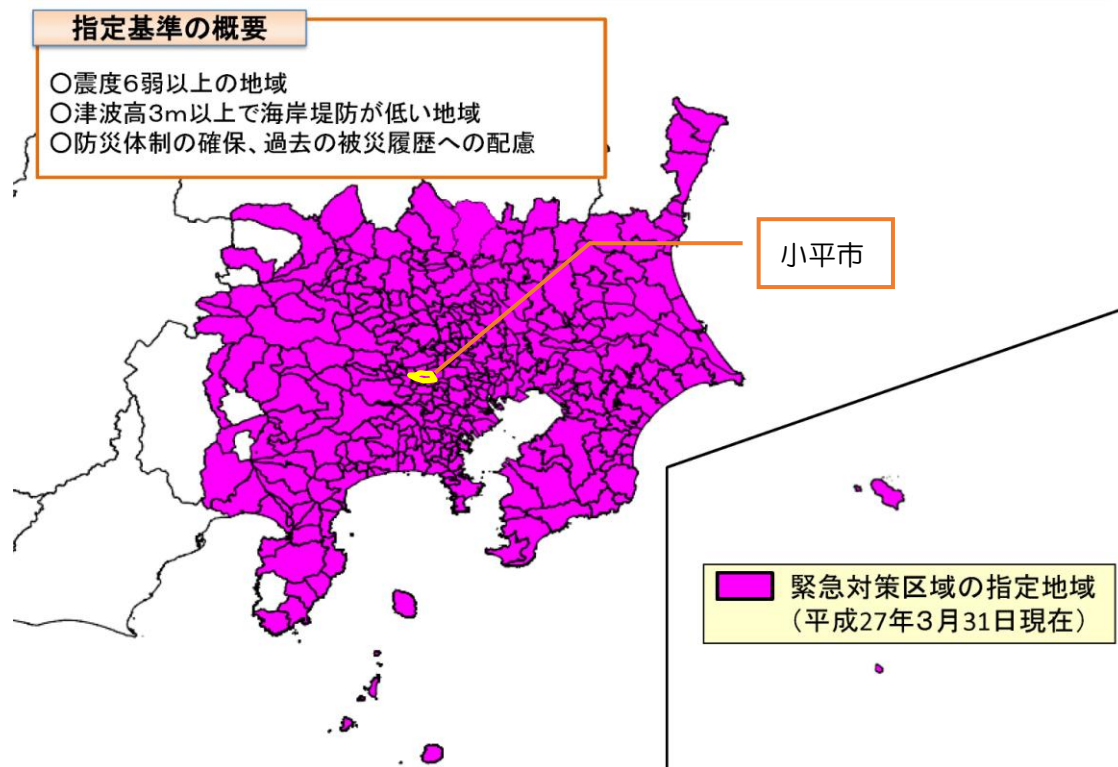 指定基準の概要
○震度6弱以上の地域
○津波高3m以上で海岸堤防が低い地域
○防災体制の確保、過去の被災履歴への配慮
小平市
緊急対策区域の指定地域
(平成27年3月31日現在)